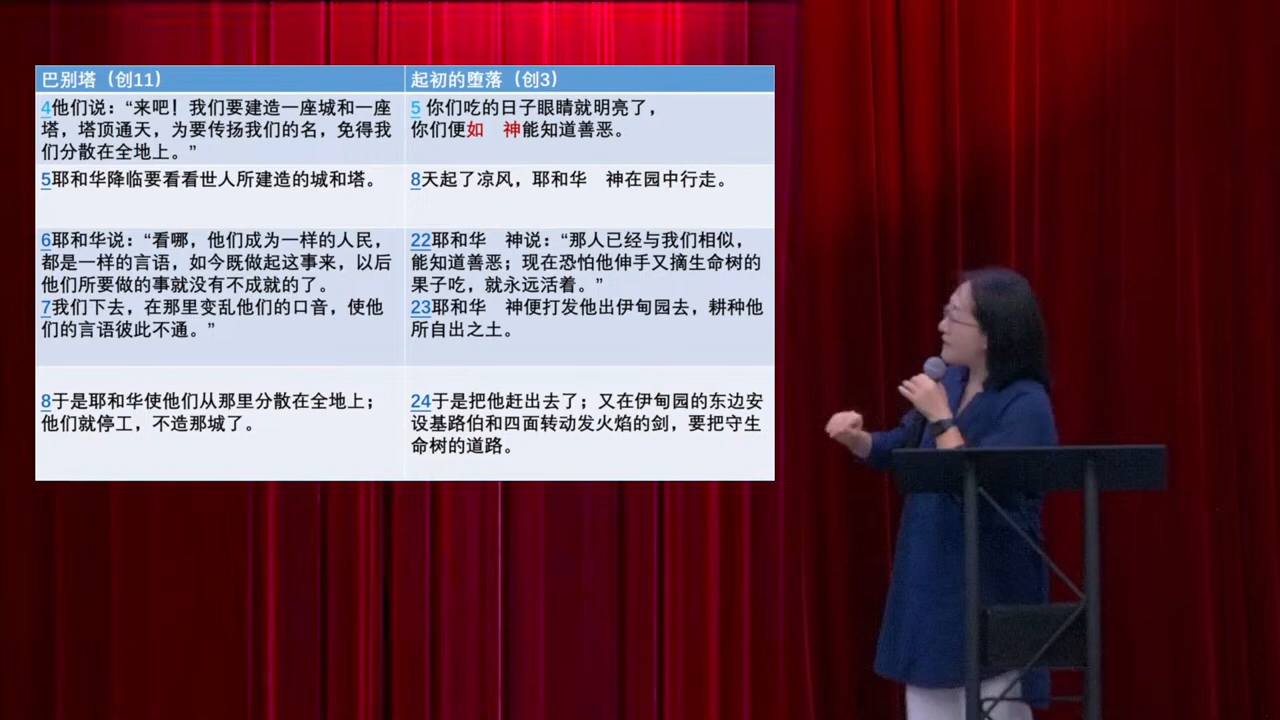 巴别塔（创11）
4他们说：“来吧！我们要建造一座城和一座
塔，塔顶通天，为要传扬我们的名，免得我
们分散在全地上。”
5耶和华降临要看看世人所建造的城和塔。
6耶和华说：“看哪，他们成为一样的人民，
都是一样的言语，如今既做起这事来，以后
他们所要做的事就没有不成就的了。
7我们下去，在那里变乱他们的口音，使他
们的言语彼此不通。”
8于是耶和华使他们从那里分散在全地上；
他们就停工，不造那城了。
起初的堕落（创3）
5 你们吃的日子眼睛就明亮了，
你们便如　神能知道善恶。
8天起了凉风，耶和华　神在园中行走。
22耶和华　神说：“那人已经与我们相似，
能知道善恶；现在恐怕他伸手又摘生命树的
果子吃，就永远活着。”
23耶和华　神便打发他出伊甸园去，耕种他
所自出之土。
24于是把他赶出去了；又在伊甸园的东边安
设基路伯和四面转动发火焰的剑，要把守生
命树的道路。